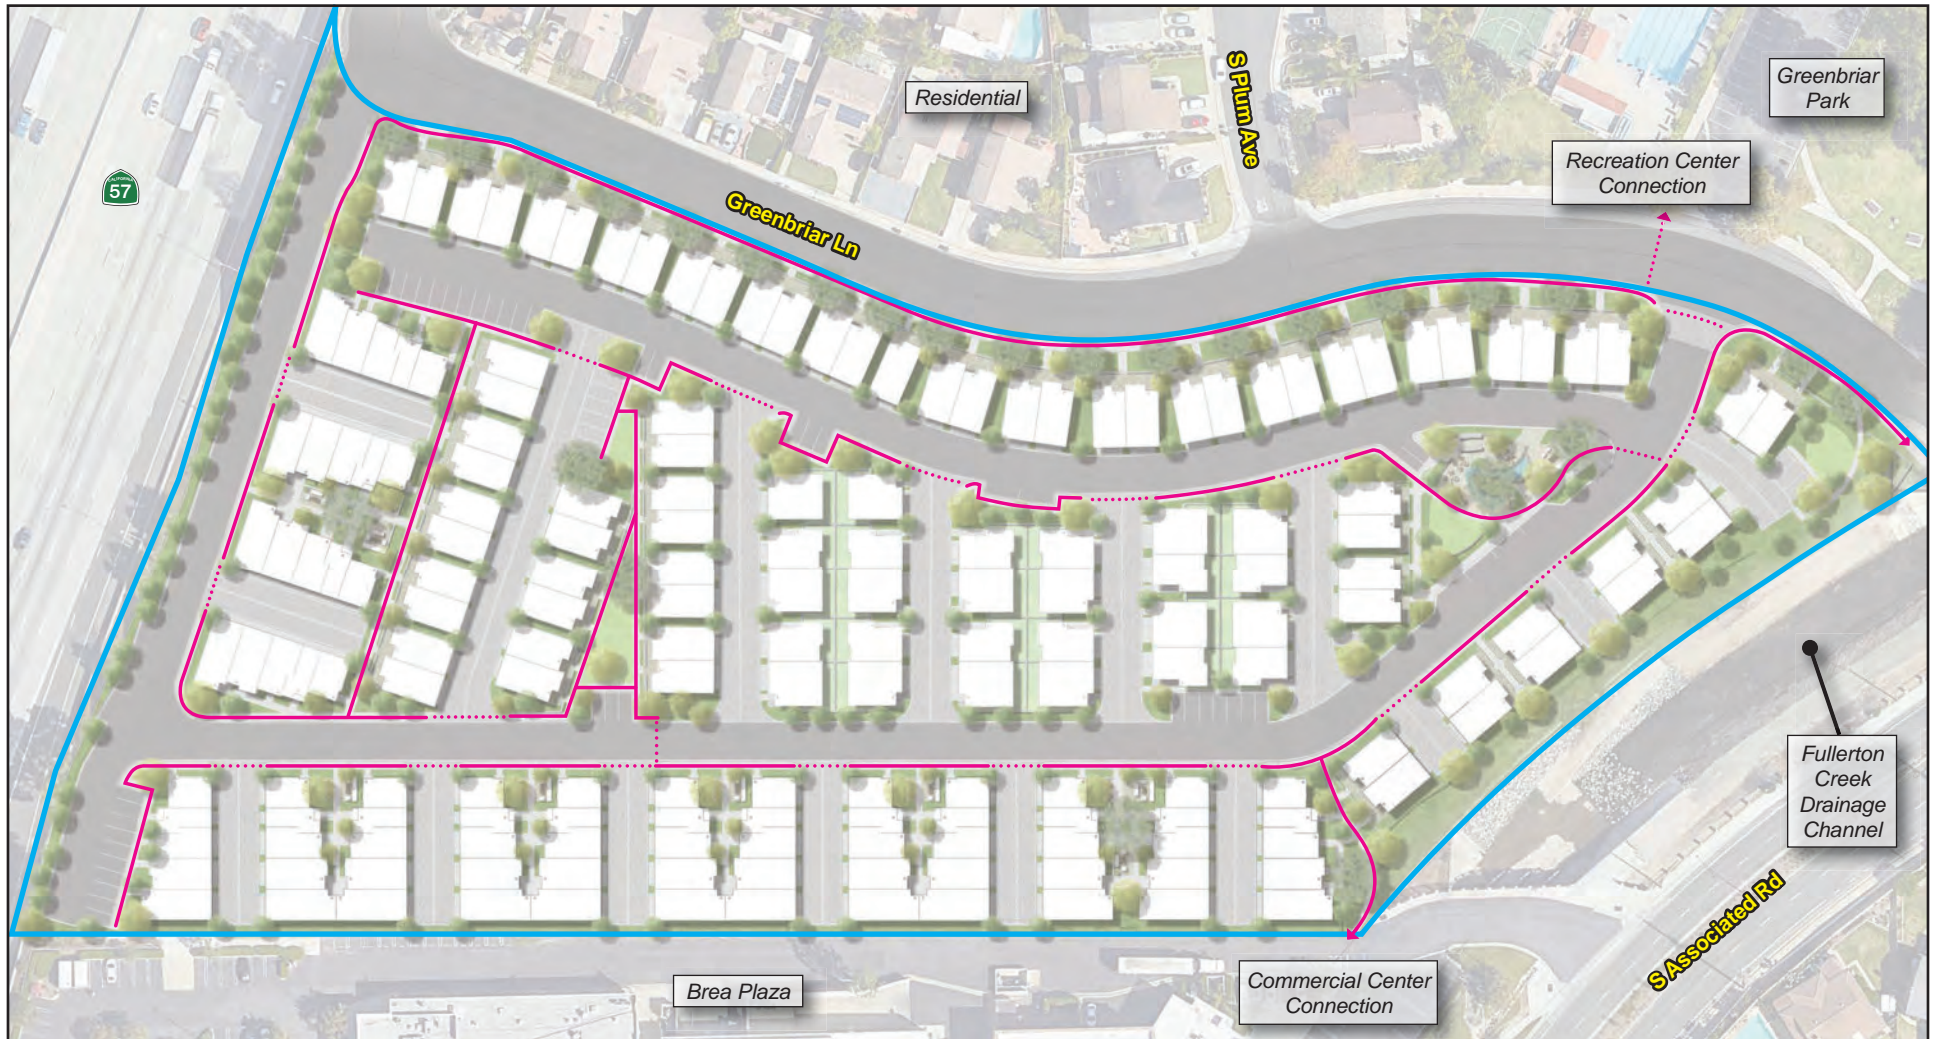 Residential
S Plum Ave
Greenbriar
Park
Recreation Center
Connection
CALIFORNIA
57
Greenbriar Ln
Fullerton
Creek
Drainage
Channel
S Associated Rd
Brea Plaza
Commercial Center
Connection